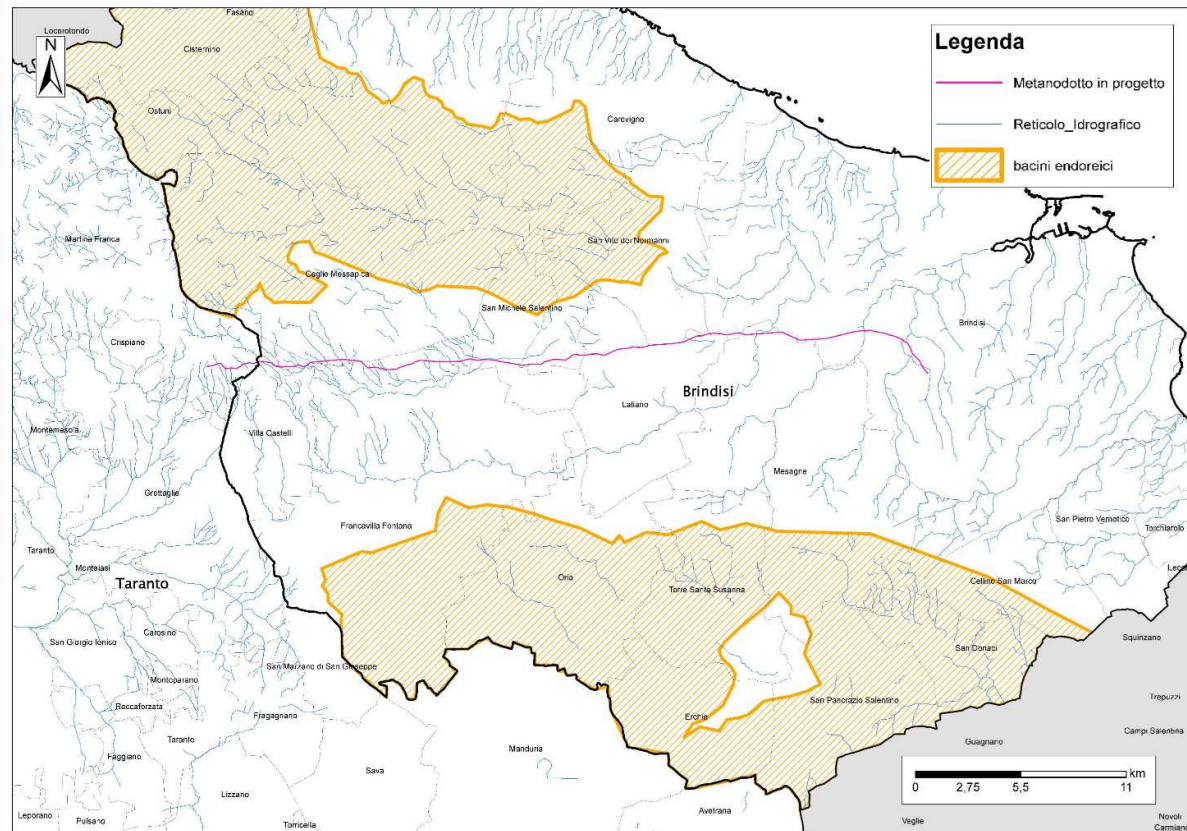 Fasano
Locorotondo
Cisternino
N
Ostuni
Carovigno
Legenda
Metanodotto in progetto
Reticolo_Idrografico
bacini endoreici
Martina Franca
San Vito dei Normanni
Ceglie Messapica
San Michele Salentino
Brindisi
Crispiano
Brindisi
Latiano
Montemesola
Villa Castelli
Mesagne
Grottaglie
Francavilla Fontana
San Pietro Vernotico
Torchiarolo
Taranto
Monteiasi
Taranto
Oria
Torre Santa Susanna
Cellino San Marco
San Giorgio Ionico
Carosino
Squinzano
San Donaci
San Marzano di San Giuseppe
Monteparano
Roccaforzata
San Pancrazio Salentino
Trepuzzi
Fragagnano
Erchie
Campi Salentina
Taranto
Guagnano
Faggiano
Manduria
Sava
km
0
2,75
5,5
11
Lizzano
Avetrana
Leporano
Pulsano
Torricella
Veglie
Novoli
Carmiano